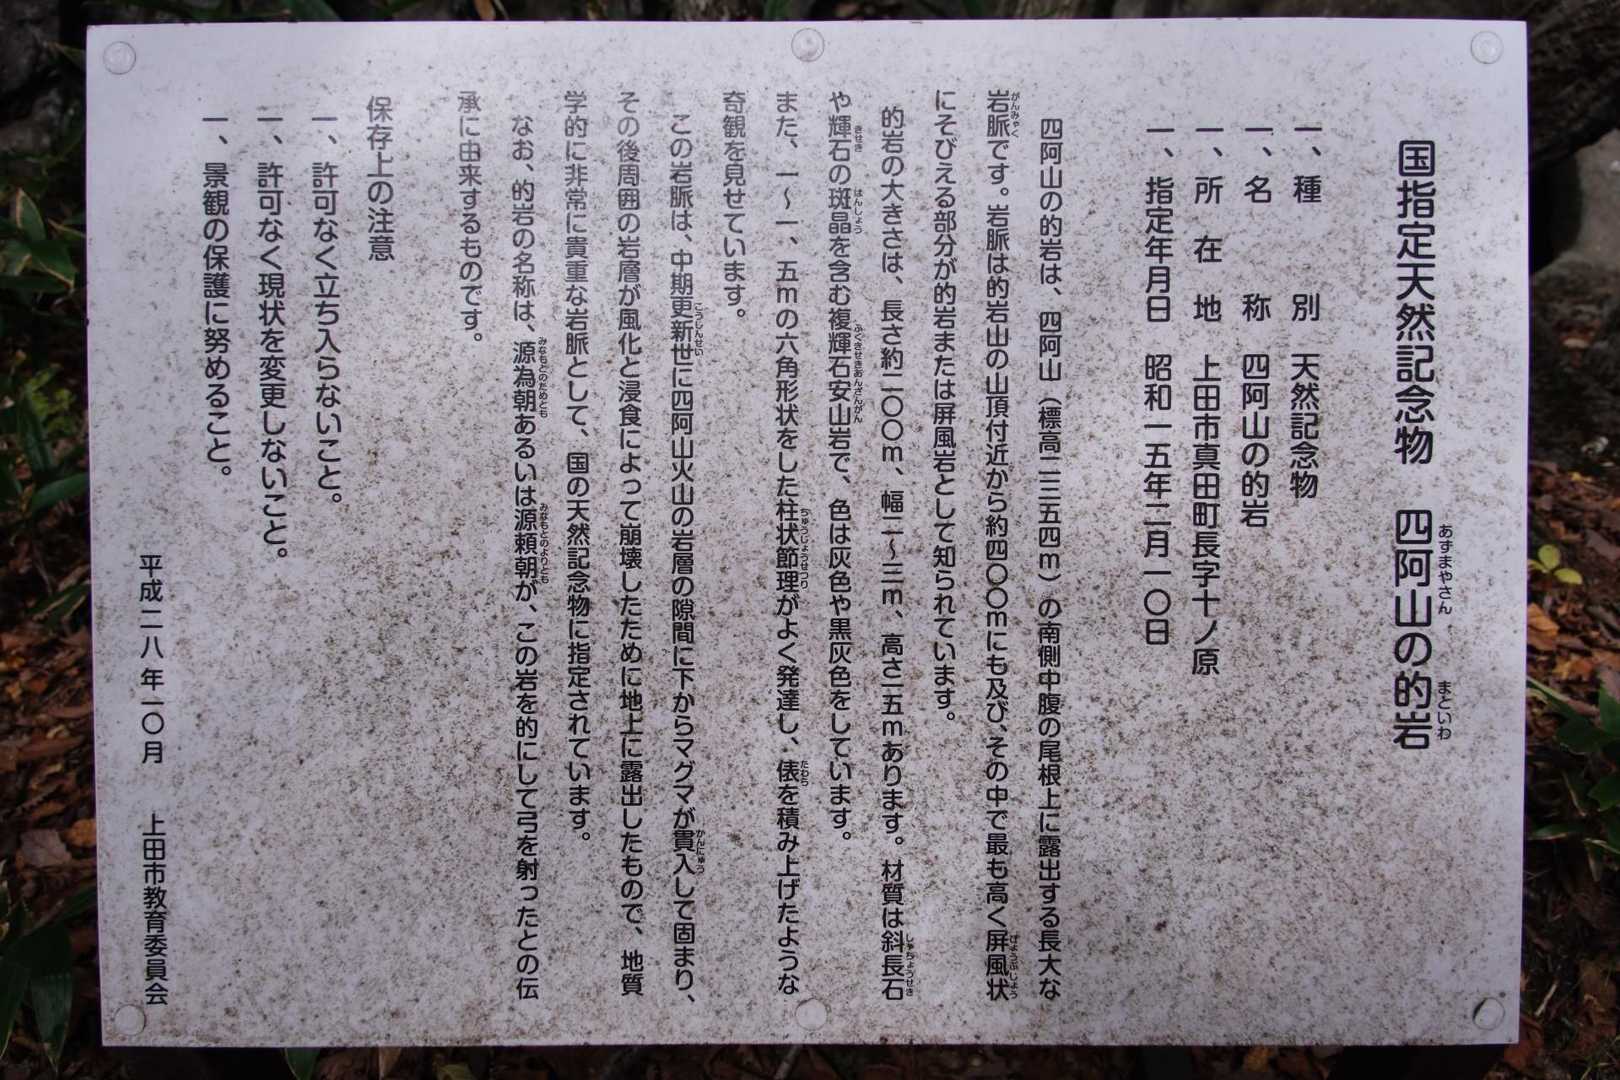 国指定天然記念物　四阿山の的岩
一、種　　別　天然記念物
一、名　　称　四阿山の的岩
一、所　在　地　上田市真田町長字十ノ原
一、指定年月日　昭和一五年二月一〇日
四阿山の的岩は、四阿山（標高二三五四ｍ）の南側中腹の尾根上に露出する長大な
岩脈です。岩脈は的岩山の山頂付近から約四〇〇ｍにも及び、その中で最も高く屏風状
にそびえる部分が的岩または屏風岩として知られています。
的岩の大きさは、長さ約二〇〇ｍ、幅二～三ｍ、高さ一五ｍあります。材質は斜長石
や輝石の斑晶を含む複輝石安山岩で、色は灰色や黒灰色をしています。
また、一～一、五ｍの六角形状をした柱状節理がよく発達し、俵を積み上げたような
奇観を見せています。
この岩脈は、中期更新世に四阿山火山の岩層の隙間に下からマグマが貫入して固まり、
その後周囲の岩層が風化と浸食によって崩壊したために地上に露出したもので、地質
学的に非常に貴重な岩脈として、国の天然記念物に指定されています。
なお、的岩の名称は、源為朝あるいは源頼朝が、この岩を的にして弓を射ったとの伝
承に由来するものです。
保存上の注意
一、許可なく立ち入らないこと。
一、許可なく現状を変更しないこと。
一、景観の保護に努めること。
平成二八年一〇月　上田市教育委員会